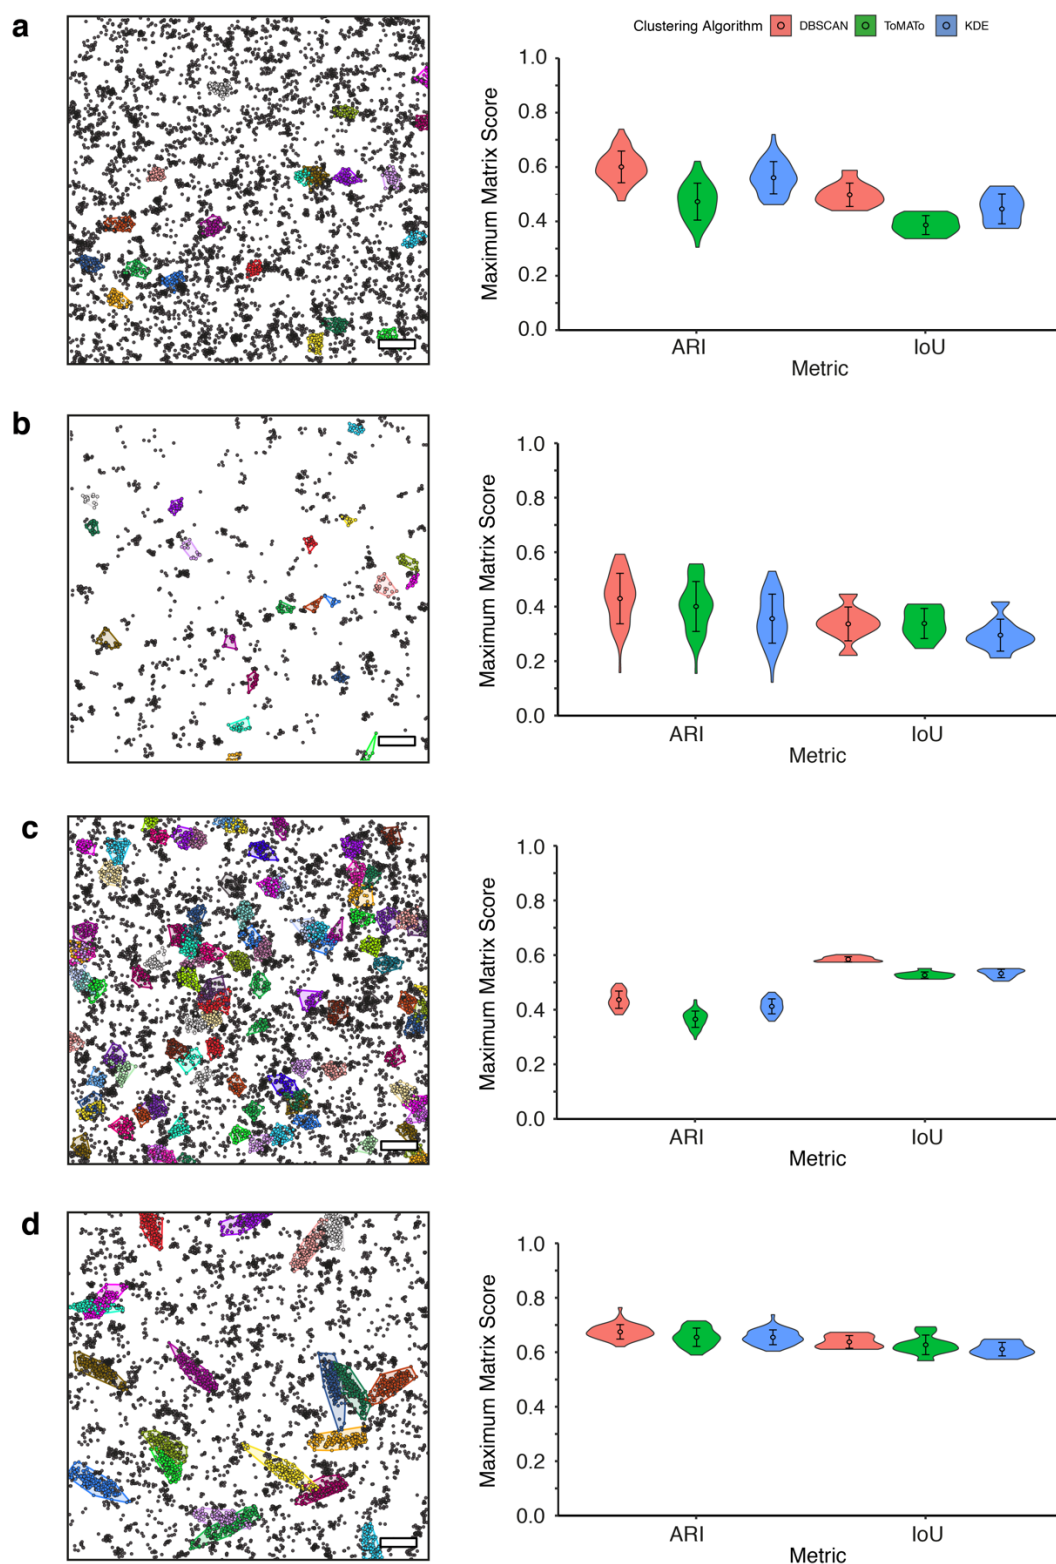 a
Clustering Algorithm DBSCAN ToMATo KDE
1.0
0.8
0.6
0.4
0.2
0.0
Maximum Matrix Score
ARI IoU
Metric
b
1.0
0.8
0.6
0.4
0.2
0.0
Maximum Matrix Score
ARI IoU
Metric
c
1.0
0.8
0.6
0.4
0.2
0.0
Maximum Matrix Score
ARI IoU
Metric
d
1.0
0.8
0.6
0.4
0.2
0.0
Maximum Matrix Score
ARI IoU
Metric